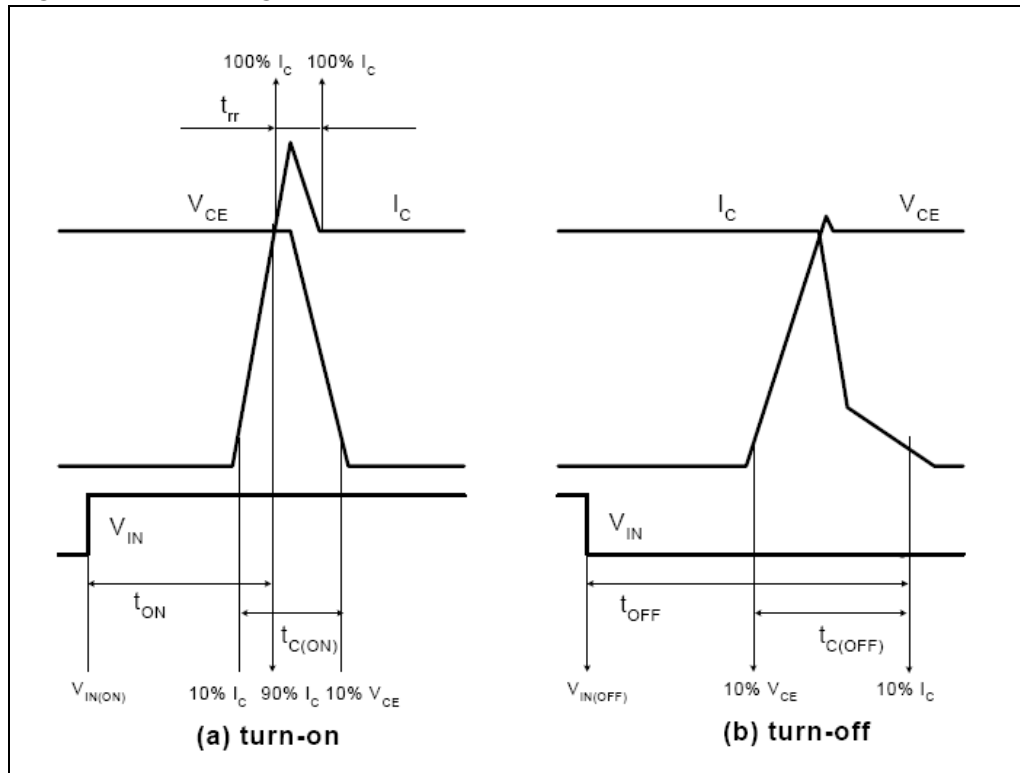 100% I_C 100% I_C
t_rr
V_CE I_C
V_IN
t_ON
t_C(ON)
V_IN(ON) 10% I_C 90% I_C 10% V_CE
(a) turn-on
I_C V_CE
V_IN
t_OFF
t_C(OFF)
V_IN(OFF) 10% V_CE 10% I_C
(b) turn-off